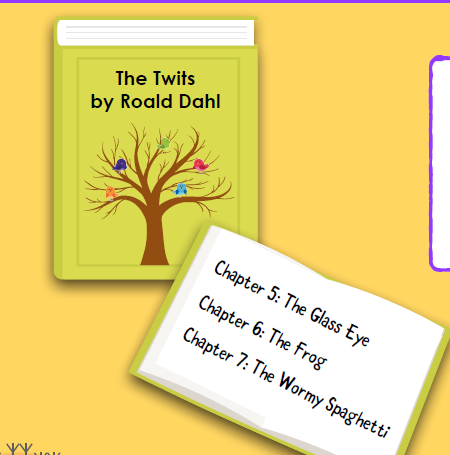 The Twits
by Roald Dahl
Chapter 5: The Glass Eye
Chapter 6: The Frog
Chapter 7: The Wormy Spaghetti